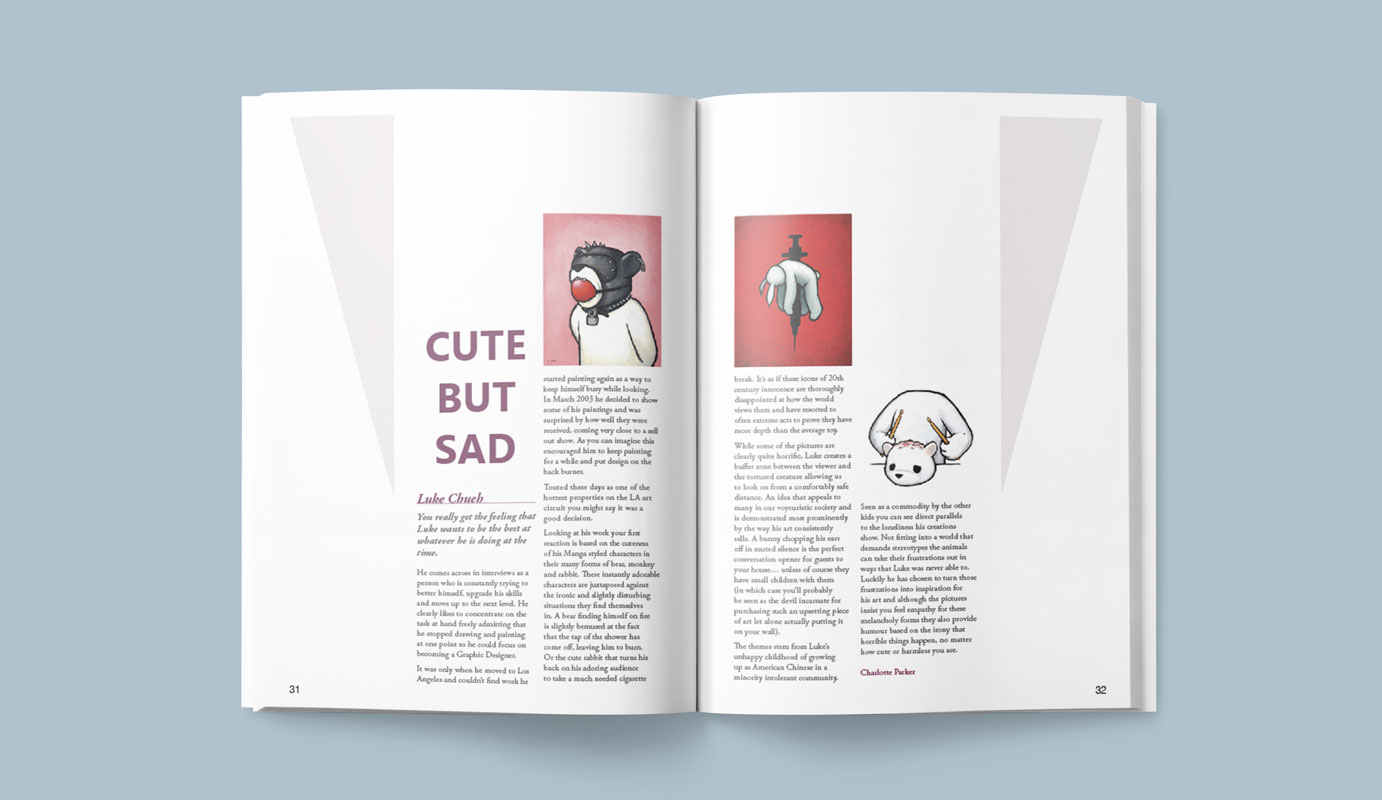 CUTE
BUT
SAD
Luke Chueh
You really get the feeling that
Luke wants to be the best at
whatever he is doing at the
time.
He comes across in interviews as a
person who is constantly trying to
better himself, upgrade his skills
and move up to the next level. He
clearly likes to concentrate on the
task at hand freely admitting that
he stopped drawing and painting
at one point so he could focus on
becoming a Graphic Designer.
It was only when he moved to Los
Angeles and couldn't find work he
started painting again as a way to
keep himself busy while looking.
In March 2003 he decided to show
some of his paintings and was
surprised by how well they were
received, coming very close to a sell
out show. As you can imagine this
encouraged him to keep painting
for a while and put design on the
back burner.
Touted these days as one of the
hottest properties on the LA art
circuit you might say it was a
good decision.
Looking at his work your first
reaction is based on the cuteness
of his Manga styled characters in
their many forms of bear, monkey
and rabbit. These instantly adorable
characters are juxtaposed against
the ironic and slightly disturbing
situations they find themselves
in. A bear finding himself on fire
is slightly bemused at the fact
that the tap of the shower has
come off, leaving him to burn.
Or the cute rabbit that turns his
back on his adoring audience
to take a much needed cigarette
31
break. It's as if these icons of 20th
century innocence are thoroughly
disappointed at how the world
views them and have resorted to
often extreme acts to prove they have
more depth than the average toy.
While some of the pictures are
clearly quite horrific, Luke creates a
buffer zone between the viewer and
the tortured creature allowing us
to look on from a comfortably safe
distance. An idea that appeals to
many in our voyeuristic society and
is demonstrated most prominently
by the way his art consistently
sells. A bunny chopping his ears
off in muted silence is the perfect
conversation opener for guests to
your house… unless of course they
have small children with them
(in which case you'll probably
be seen as the devil incarnate for
purchasing such an upsetting piece
of art let alone actually putting it
on your wall).
The themes stem from Luke's
unhappy childhood of growing
up as American Chinese in a
minority intolerant community.
Seen as a commodity by the other
kids you can see direct parallels
to the loneliness his creations
show. Not fitting into a world that
demands stereotypes the animals
can take their frustrations out in
ways that Luke was never able to.
Luckily he has chosen to turn those
frustrations into inspiration for
his art and although the pictures
insist you feel empathy for these
melancholy forms they also provide
humour based on the irony that
horrible things happen, no matter
how cute or harmless you are.
Charlotte Parker
32